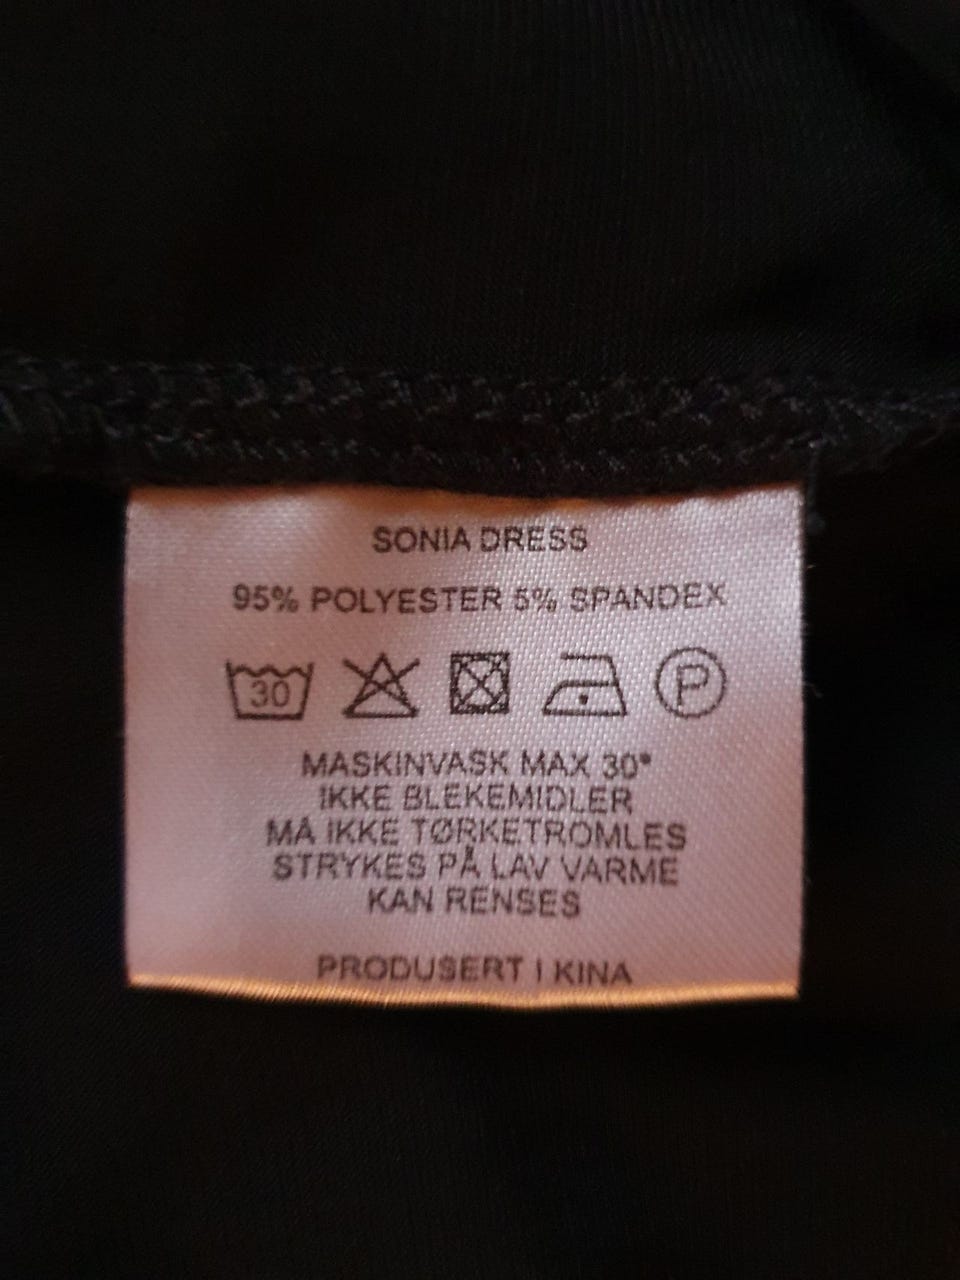 SONIA DRESS
95% POLYESTER 5% SPANDEX
30 P
MASKINVASK MAX 30°
IKKE BLEKEMIDLER
MÅ IKKE TØRKETROMLES
STRYKES PÅ LAV VARME
KAN RENSES
PRODUSERT I KINA